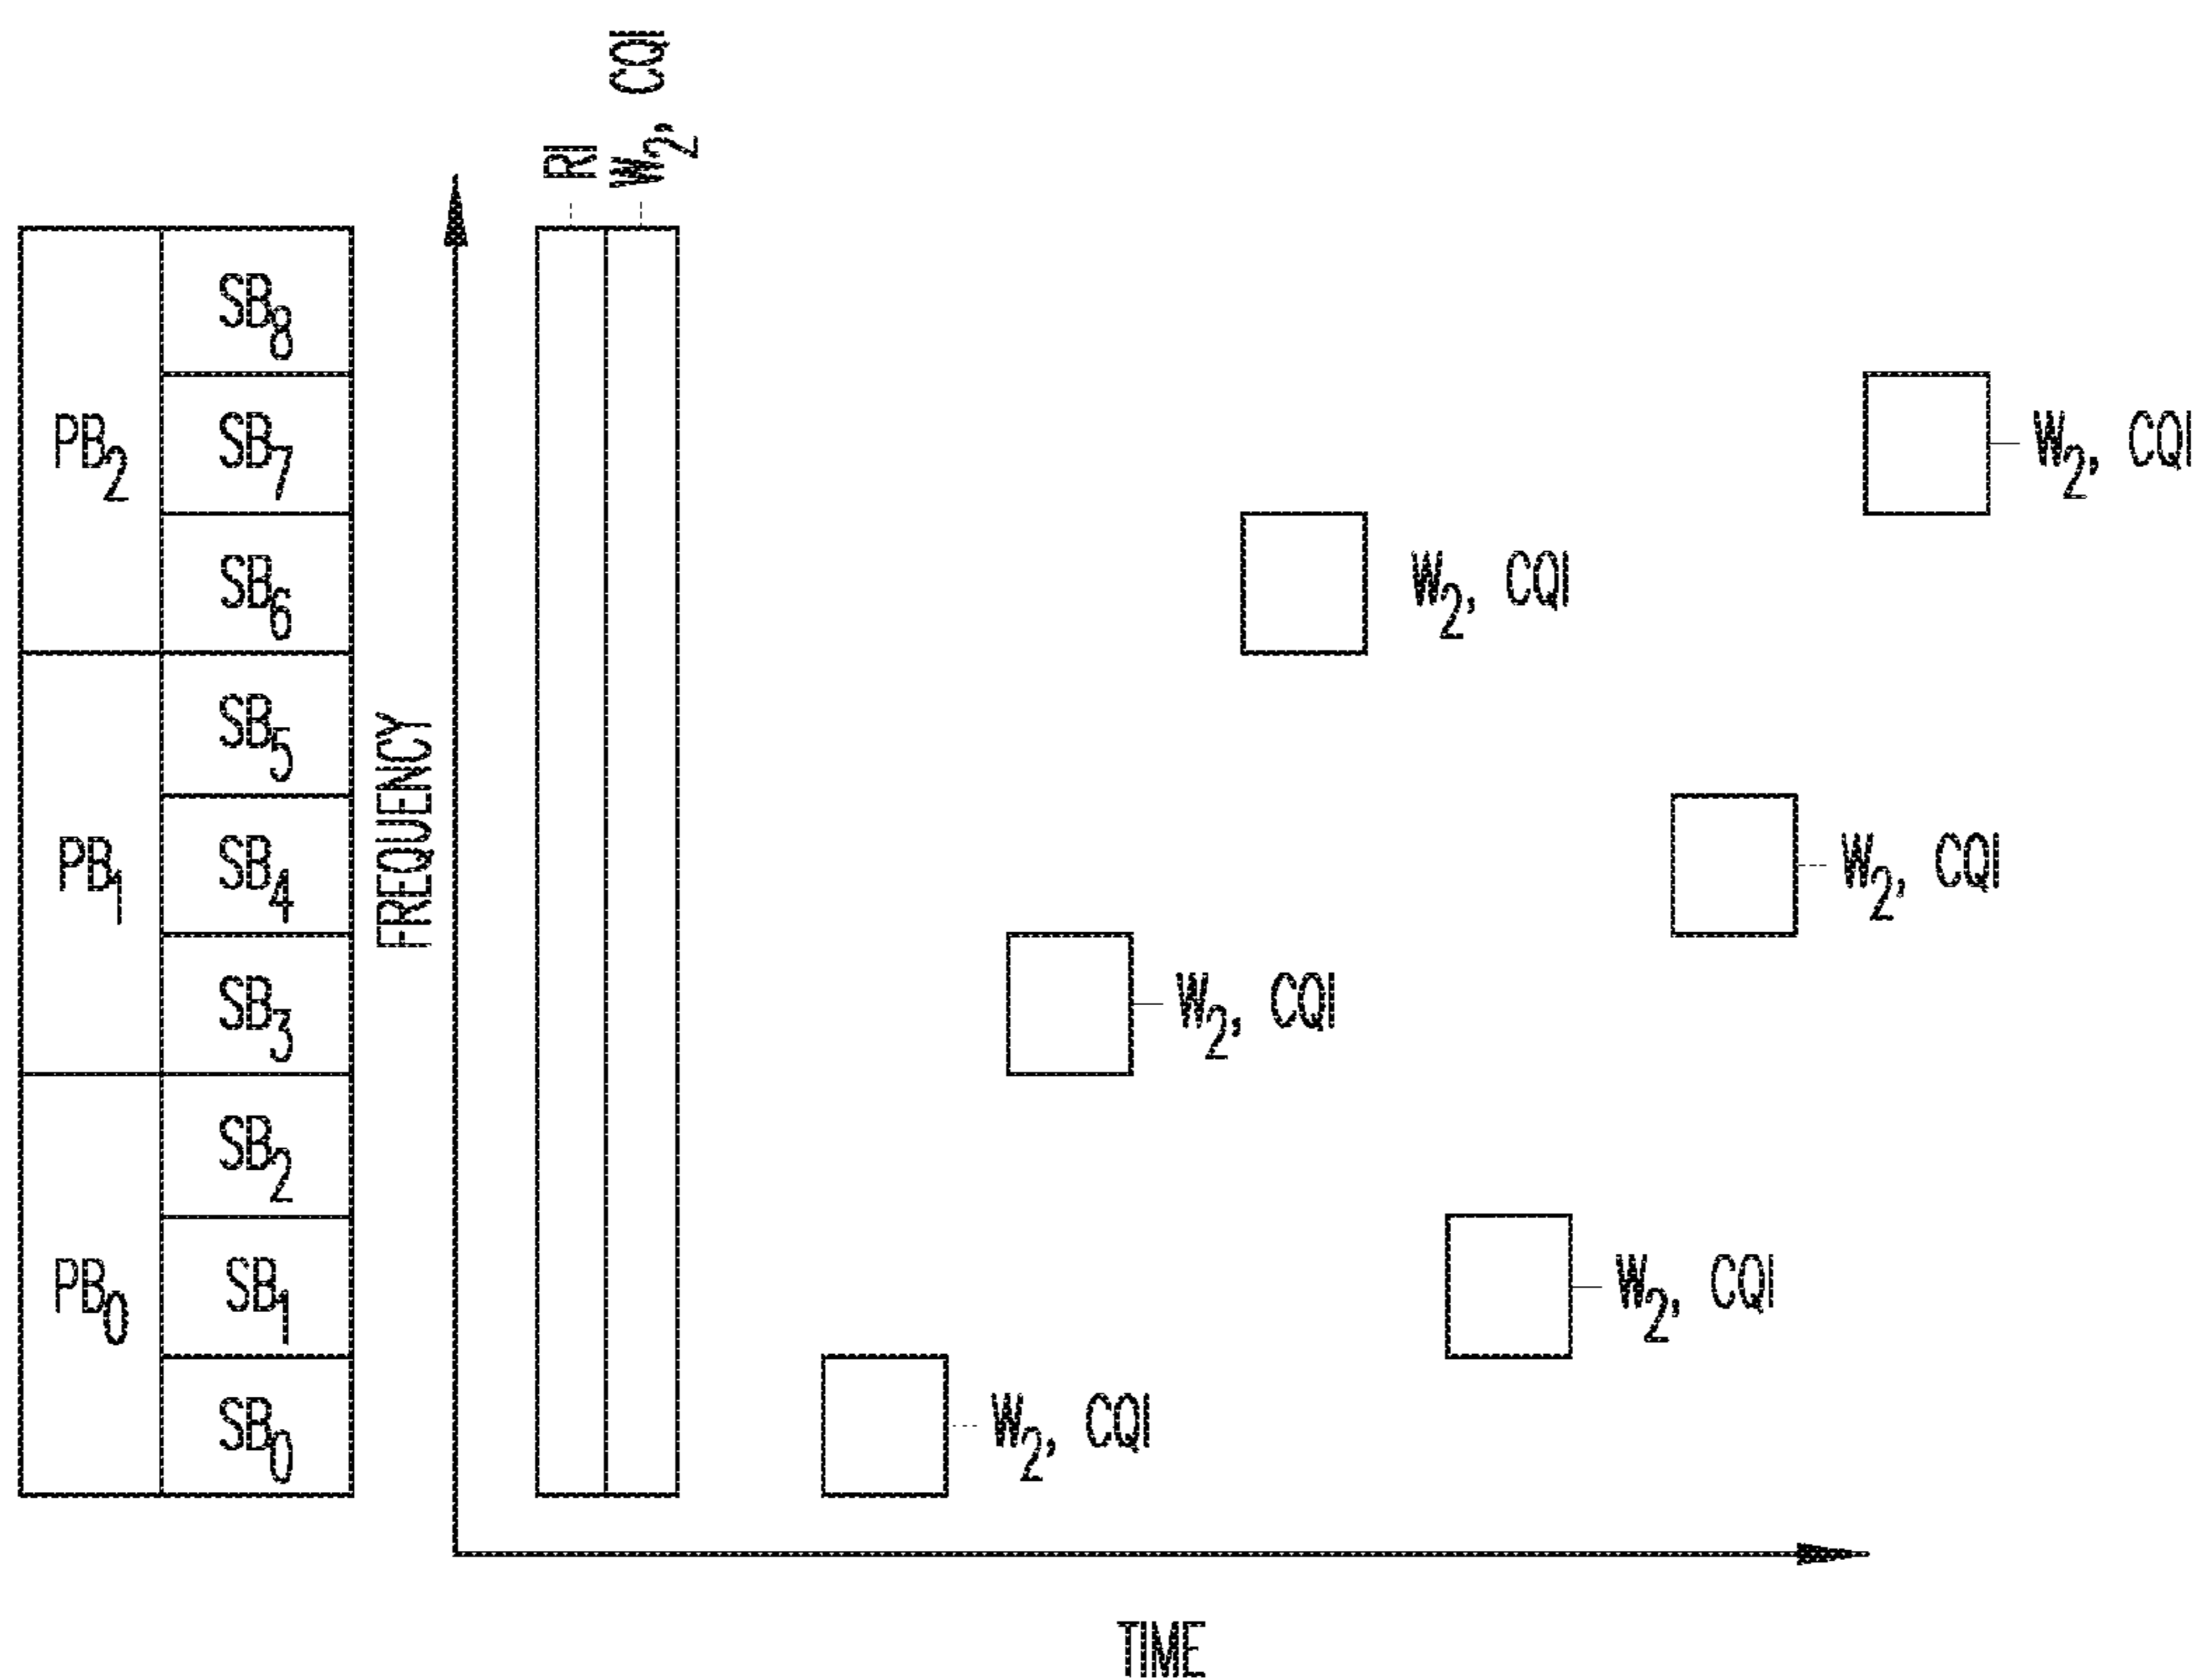 RI
W2, CQI
PB2
SB8
SB7
SB6
PB1
SB5
SB4
SB3
PB0
SB2
SB1
SB0
FREQUENCY
W2, CQI
W2, CQI
W2, CQI
W2, CQI
W2, CQI
W2, CQI
TIME